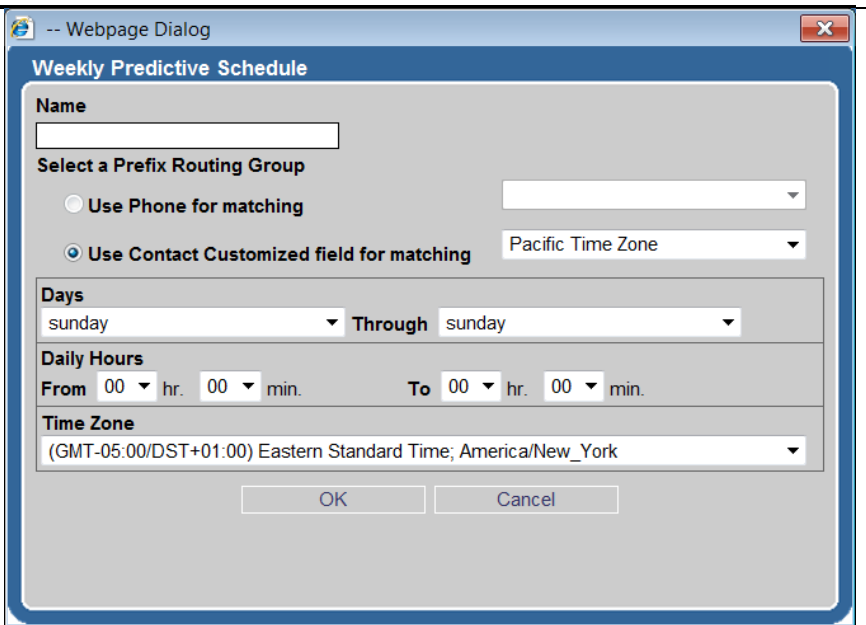 -- Webpage Dialog
Weekly Predictive Schedule
Name
Select a Prefix Routing Group
Use Phone for matching
Use Contact Customized field for matching Pacific Time Zone
Days
sunday Through sunday
Daily Hours
From 00 hr. 00 min. To 00 hr. 00 min.
Time Zone
(GMT-05:00/DST+01:00) Eastern Standard Time; America/New_York
OK Cancel